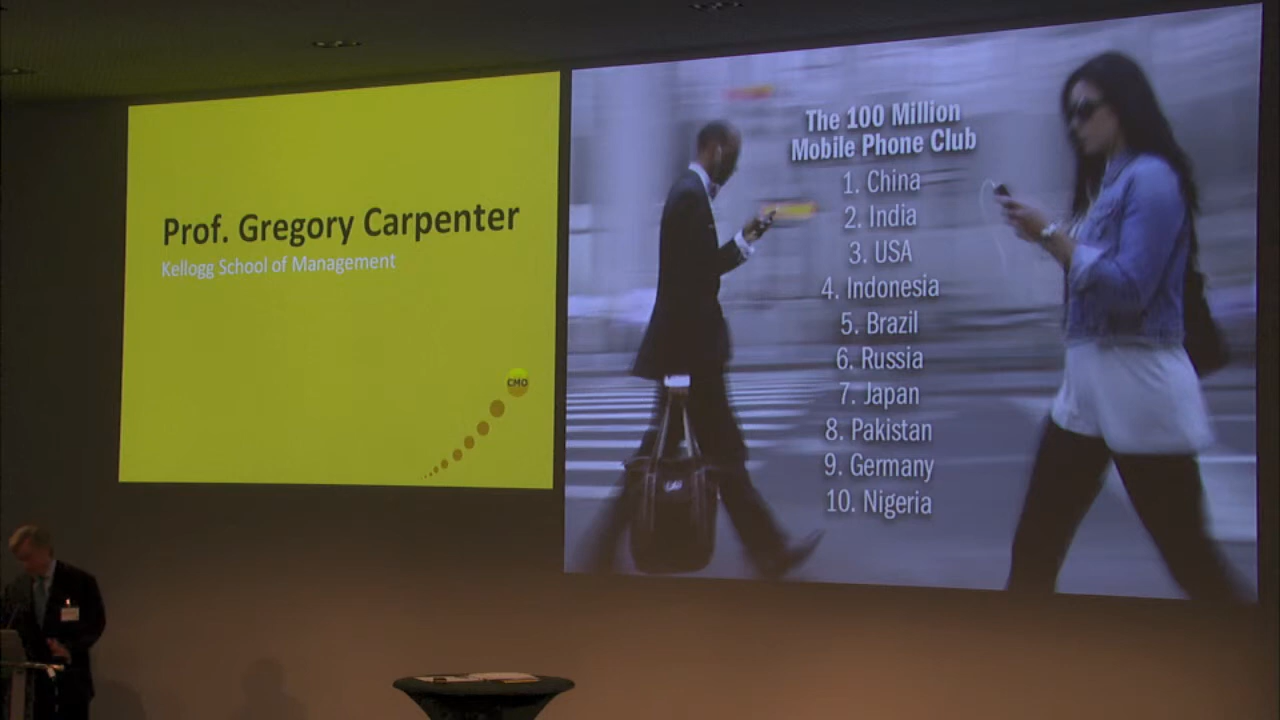 Prof. Gregory Carpenter
Kellogg School of Management
CMO
The 100 Million
Mobile Phone Club
1. China
2. India
3. USA
4. Indonesia
5. Brazil
6. Russia
7. Japan
8. Pakistan
9. Germany
10. Nigeria